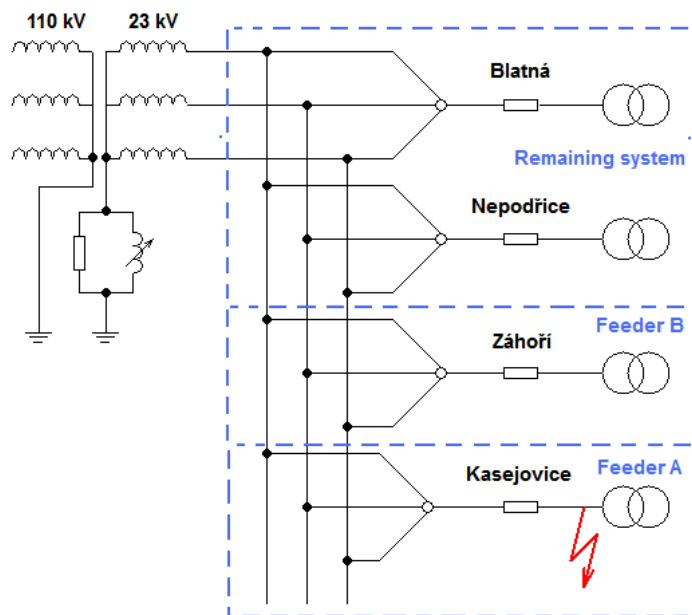 110 kV
23 kV
Blatná
Remaining system
Nepodřice
Feeder B
Záhoří
Kasejovice
Feeder A